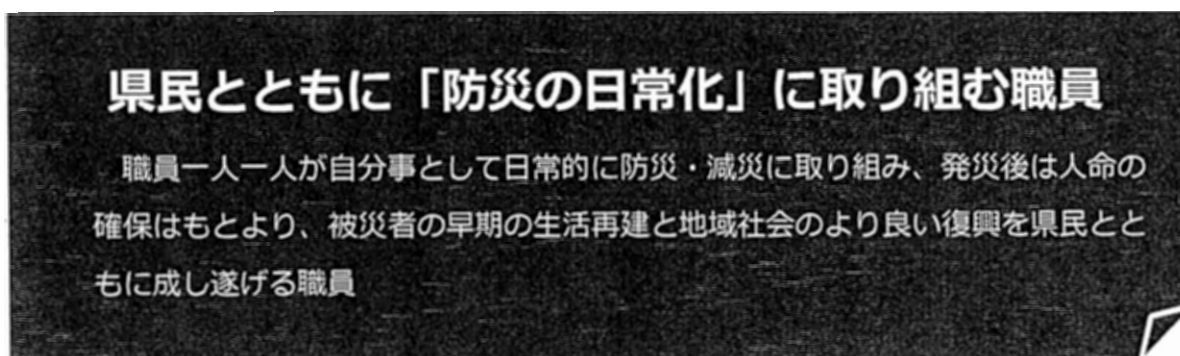 県民とともに「防災の日常化」に取り組む職員
職員一人一人が自分事として日常的に防災・減災に取り組み、発災後は人命の
確保はもとより、被災者の早期の生活再建と地域社会のより良い復興を県民とと
もに成し遂げる職員